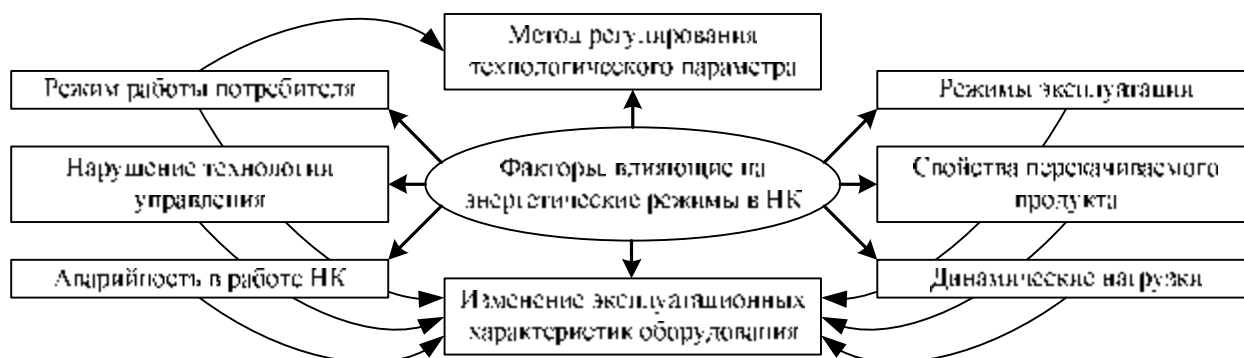 Метод регулирования
технологического параметра
Режим работы потребителя
Режимы эксплуатации
Нарушение технологии
управления
Факторы, влияющие на
энергетические режимы в НК
Свойства перекачиваемого
продукта
Аварийность в работе НК
Динамические нагрузки
Изменение эксплуатационных
характеристик оборудования